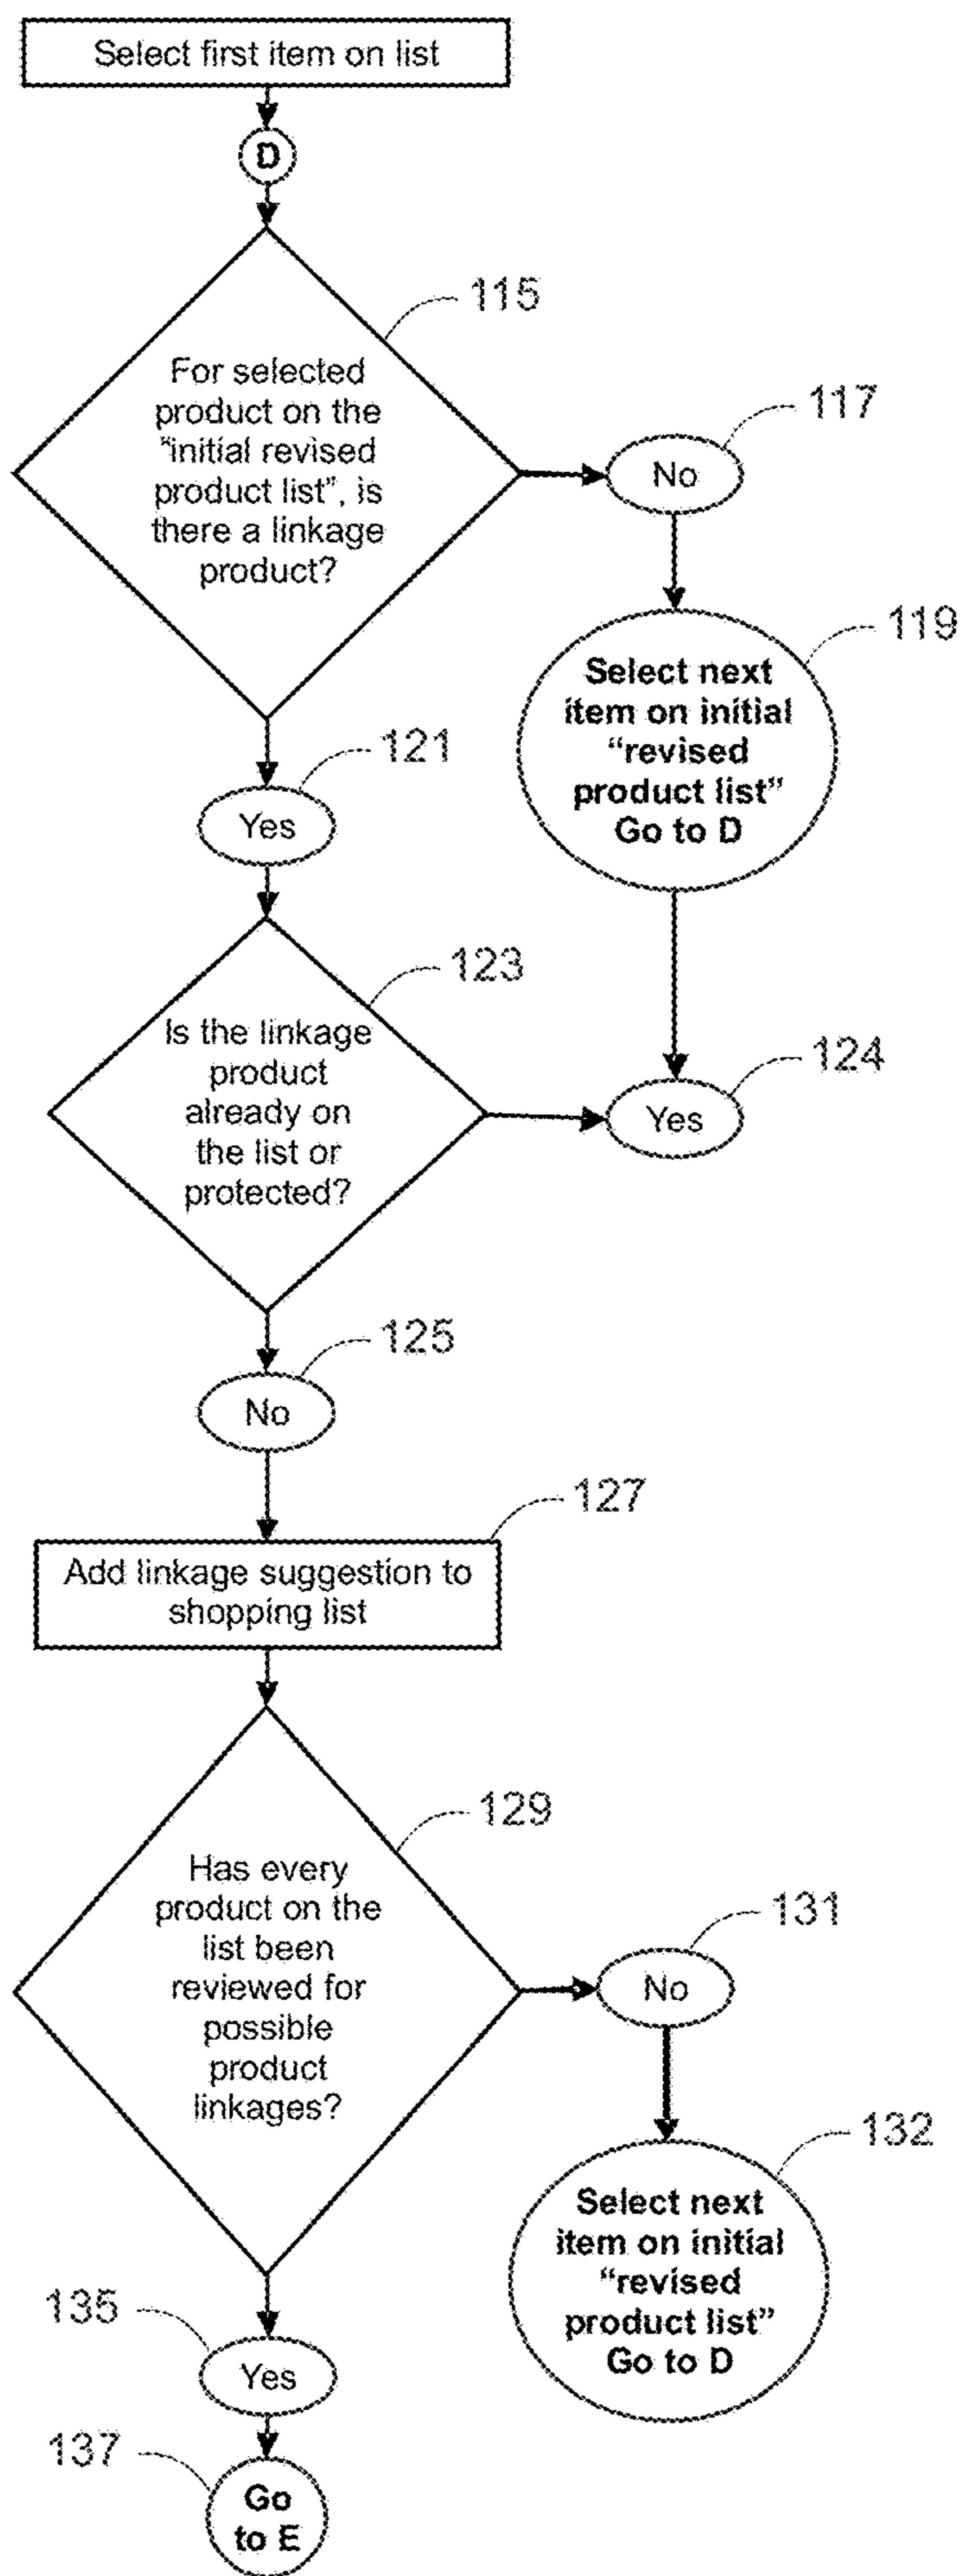 Select first item on list
D
115
For selected
product on the
"initial revised
product list", is
there a linkage
product?
117
No
119
Select next
item on initial
“revised
product list”
Go to D
121
Yes
123
Is the linkage
product
already on
the list or
protected?
124
Yes
125
No
127
Add linkage suggestion to
shopping list
129
Has every
product on the
list been
reviewed for
possible
product
linkages?
131
No
132
Select next
item on initial
“revised
product list”
Go to D
135
Yes
137
Go
to E